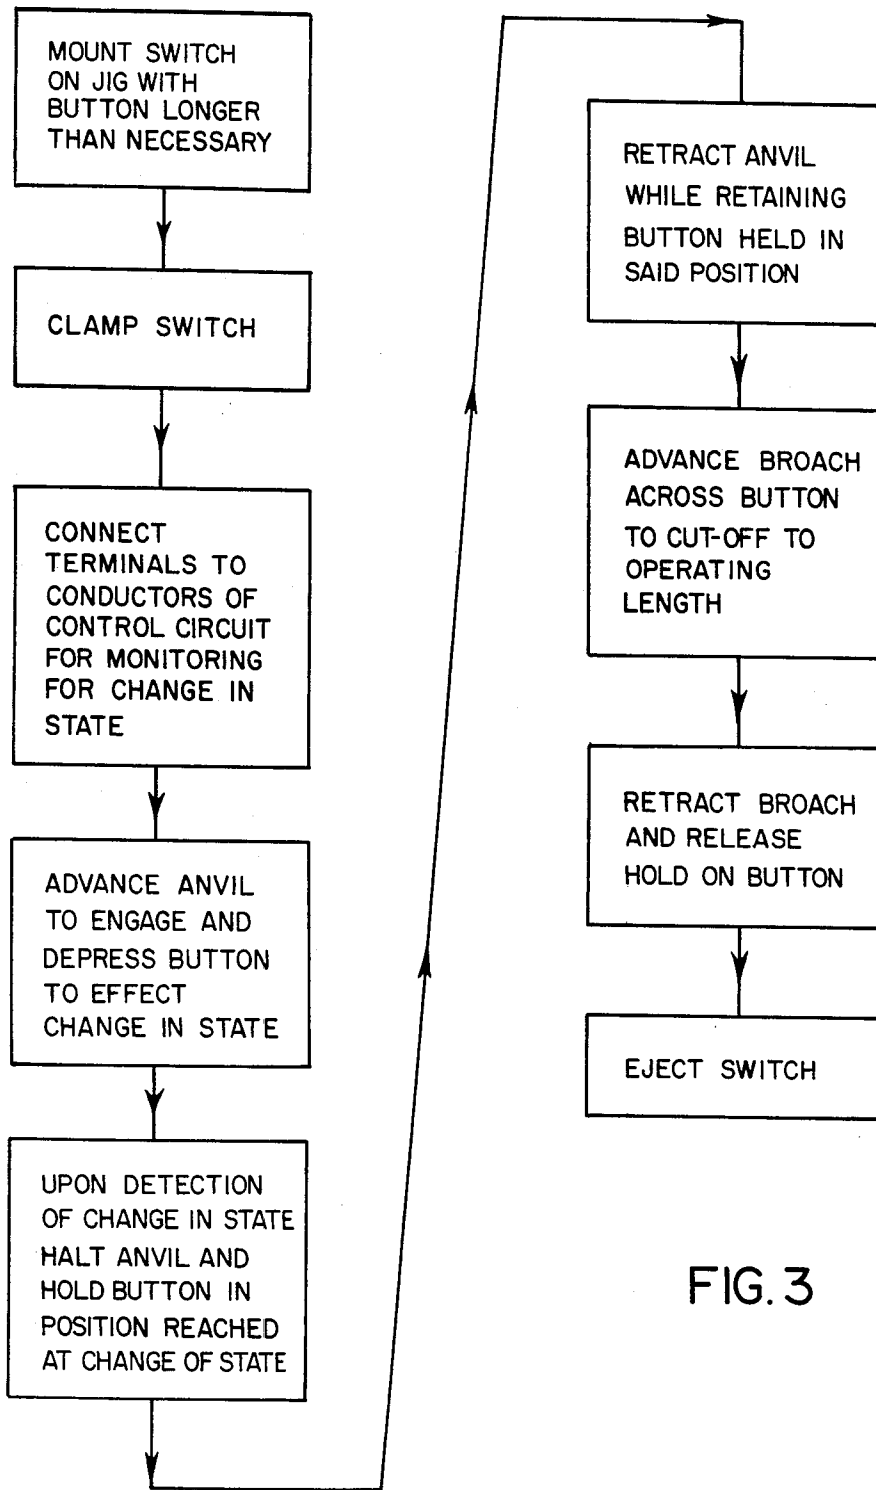 MOUNT SWITCH
ON JIG WITH
BUTTON LONGER
THAN NECESSARY
CLAMP SWITCH
CONNECT
TERMINALS TO
CONDUCTORS OF
CONTROL CIRCUIT
FOR MONITORING
FOR CHANGE IN
STATE
ADVANCE ANVIL
TO ENGAGE AND
DEPRESS BUTTON
TO EFFECT
CHANGE IN STATE
UPON DETECTION
OF CHANGE IN STATE
HALT ANVIL AND
HOLD BUTTON IN
POSITION REACHED
AT CHANGE OF STATE
RETRACT ANVIL
WHILE RETAINING
BUTTON HELD IN
SAID POSITION
ADVANCE BROACH
ACROSS BUTTON
TO CUT-OFF TO
OPERATING
LENGTH
RETRACT BROACH
AND RELEASE
HOLD ON BUTTON
EJECT SWITCH
FIG. 3